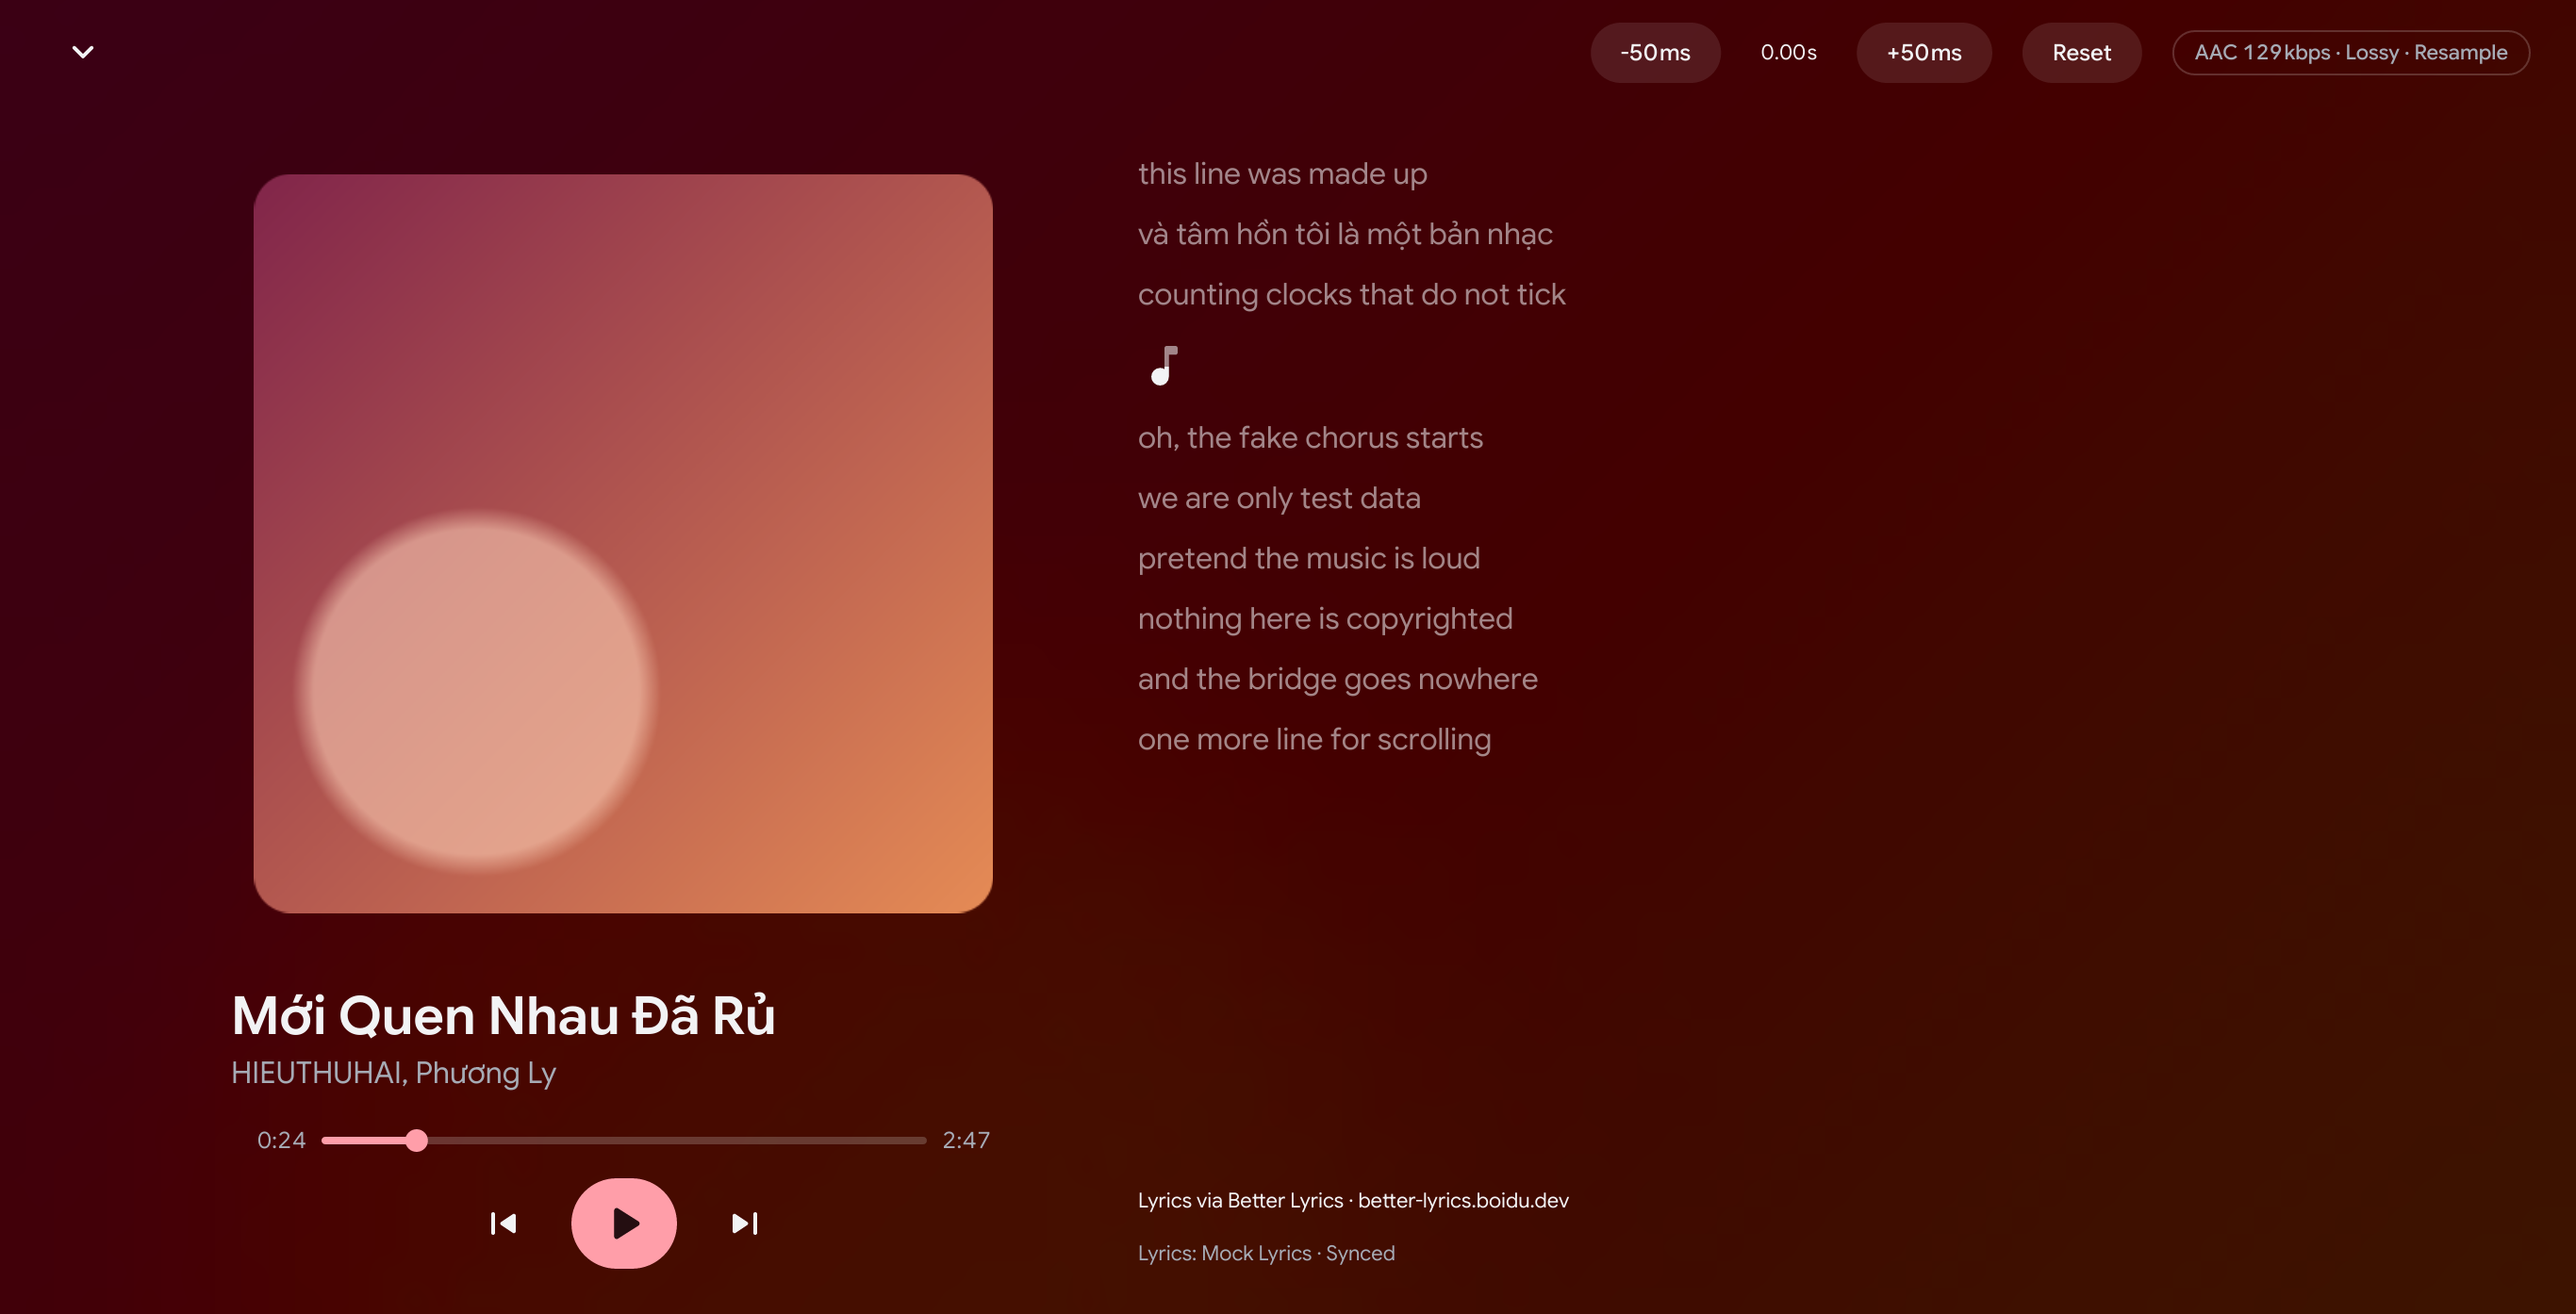 -50ms
0.00s
+50ms
Reset
AAC 129kbps · Lossy · Resample
this line was made up
và tâm hồn tôi là một bản nhạc
counting clocks that do not tick
oh, the fake chorus starts
we are only test data
pretend the music is loud
nothing here is copyrighted
and the bridge goes nowhere
one more line for scrolling
Mới Quen Nhau Đã Rủ
HIEUTHUHAI, Phương Ly
0:24
2:47
Lyrics via Better Lyrics · better-lyrics.boidu.dev
Lyrics: Mock Lyrics · Synced